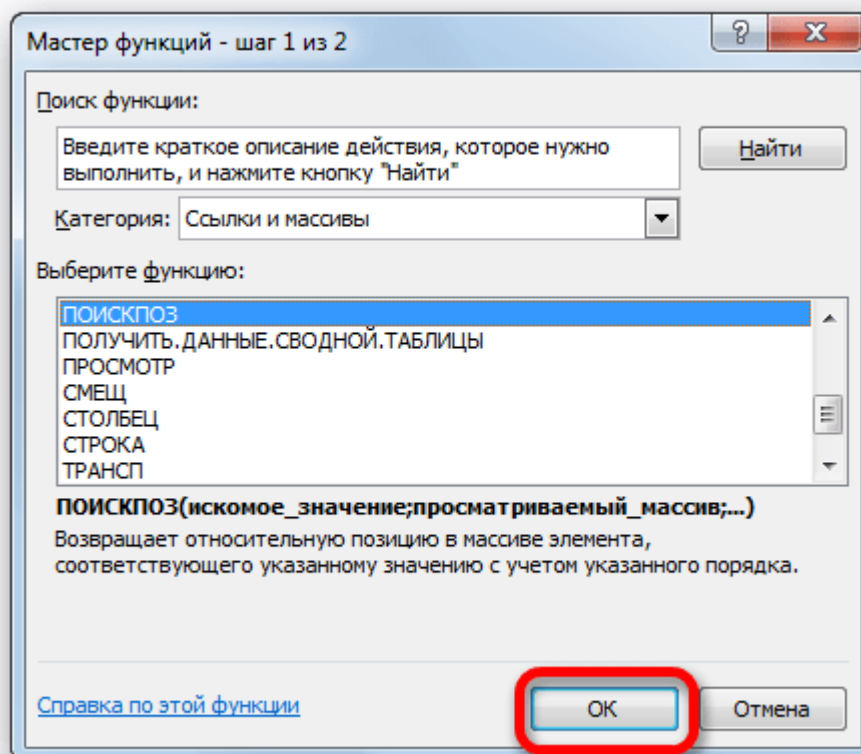 Мастер функций - шаг 1 из 2
Поиск функции:
Введите краткое описание действия, которое нужно
выполнить, и нажмите кнопку "Найти"
Найти
Категория: Ссылки и массивы
Выберите функцию:
ПОИСКПОЗ
ПОЛУЧИТЬ.ДАННЫЕ.СВОДНОЙ.ТАБЛИЦЫ
ПРОСМОТР
СМЕЩ
СТОЛБЕЦ
СТРОКА
ТРАНСП
ПОИСКПОЗ(искомое_значение;просматриваемый_массив;...)
Возвращает относительную позицию в массиве элемента,
соответствующего указанному значению с учетом указанного порядка.
Справка по этой функции
ОК
Отмена